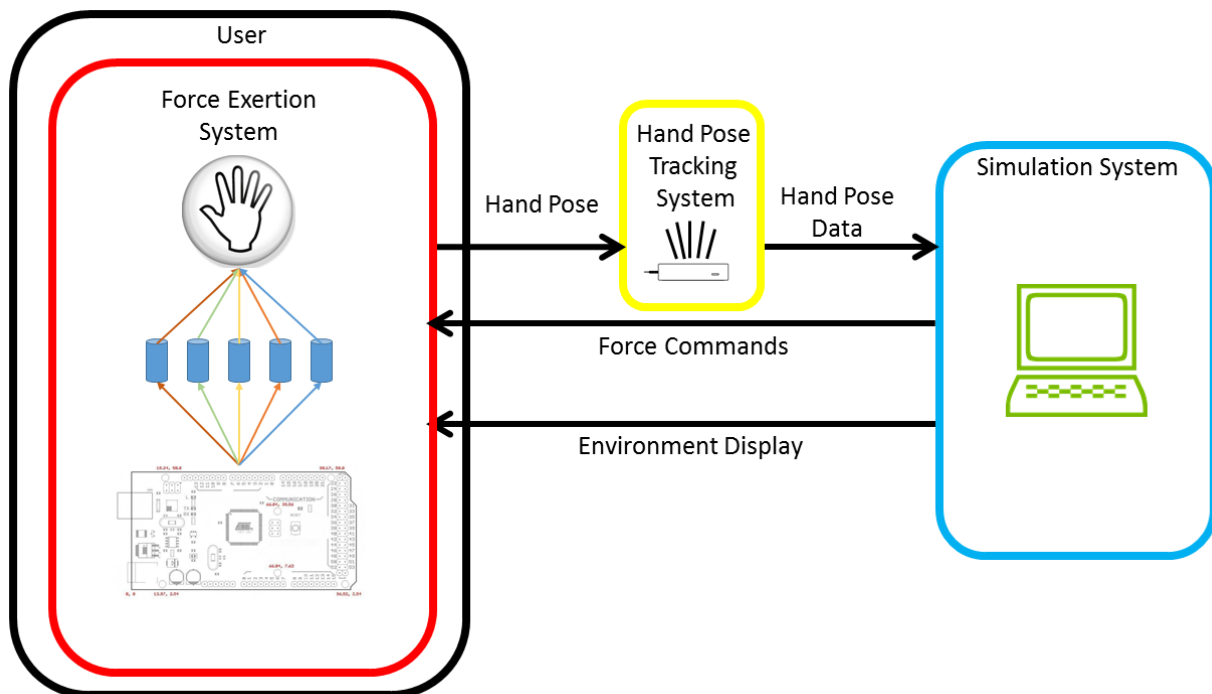 User
Force Exertion
System
Hand Pose
Hand Pose
Tracking
System
Hand Pose
Data
Simulation System
Force Commands
Environment Display
COMMUNICATION